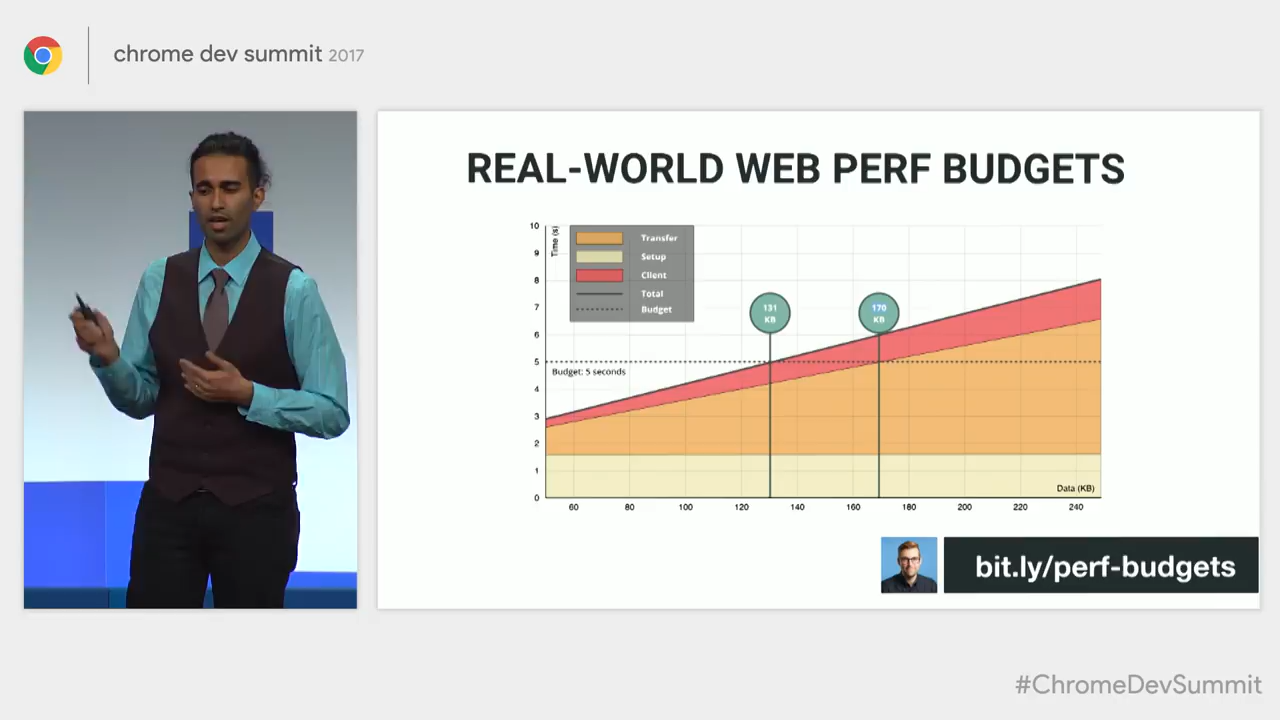 chrome dev summit 2017
REAL-WORLD WEB PERF BUDGETS
10
9
8
7
6
5
4
3
2
1
0
Time (s)
Transfer
Setup
Client
Total
Budget
131
KB
170
KB
Budget: 5 seconds
Data (KB)
60 80 100 120 140 160 180 200 220 240
bit.ly/perf-budgets
#ChromeDevSummit